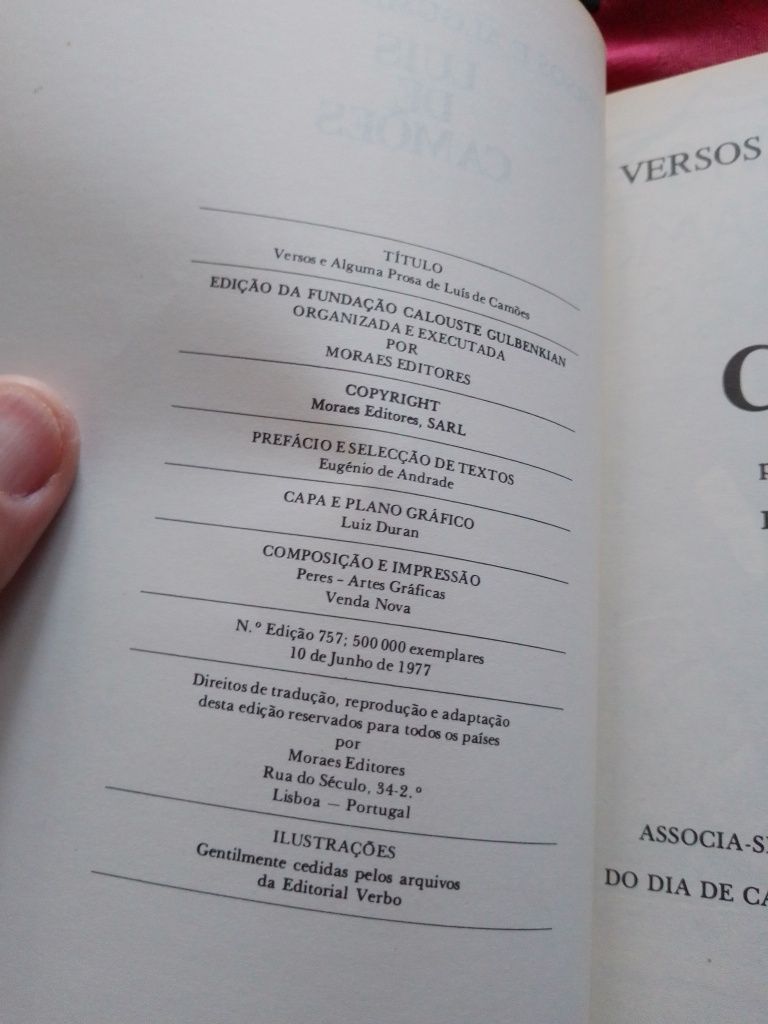 TÍTULO
Versos e Alguma Prosa de Luís de Camões
EDIÇÃO DA FUNDAÇÃO CALOUSTE GULBENKIAN
ORGANIZADA E EXECUTADA
POR
MORAES EDITORES
COPYRIGHT
Moraes Editores, SARL
PREFÁCIO E SELECÇÃO DE TEXTOS
Eugénio de Andrade
CAPA E PLANO GRÁFICO
Luiz Duran
COMPOSIÇÃO E IMPRESSÃO
Peres – Artes Gráficas
Venda Nova
N.º Edição 757; 500 000 exemplares
10 de Junho de 1977
Direitos de tradução, reprodução e adaptação
desta edição reservados para todos os países
por
Moraes Editores
Rua do Século, 34-2.º
Lisboa — Portugal
ILUSTRAÇÕES
Gentilmente cedidas pelos arquivos
da Editorial Verbo
VERSOS
C
ASSOCIA-S
DO DIA DE CA